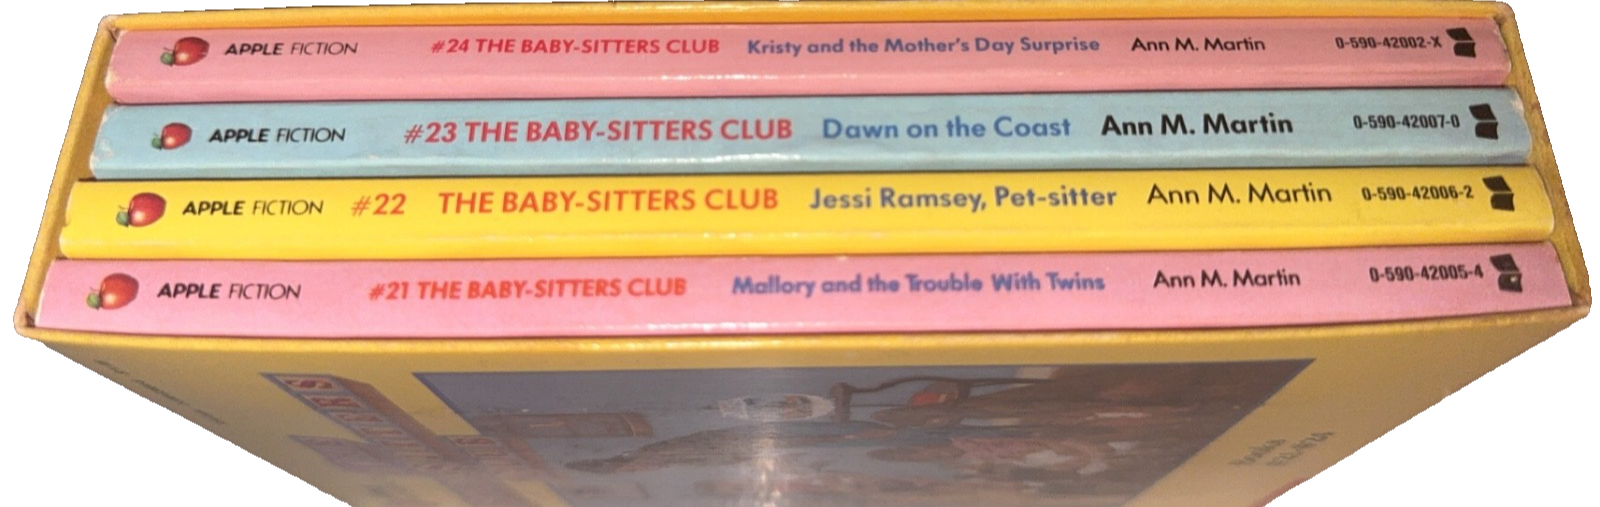 APPLE FICTION #24 THE BABY-SITTERS CLUB Kristy and the Mother's Day Surprise Ann M. Martin 0-590-42002-X
APPLE FICTION #23 THE BABY-SITTERS CLUB Dawn on the Coast Ann M. Martin 0-590-42007-0
APPLE FICTION #22 THE BABY-SITTERS CLUB Jessi Ramsey, Pet-sitter Ann M. Martin 0-590-42006-2
APPLE FICTION #21 THE BABY-SITTERS CLUB Mallory and the Trouble With Twins Ann M. Martin 0-590-42005-4